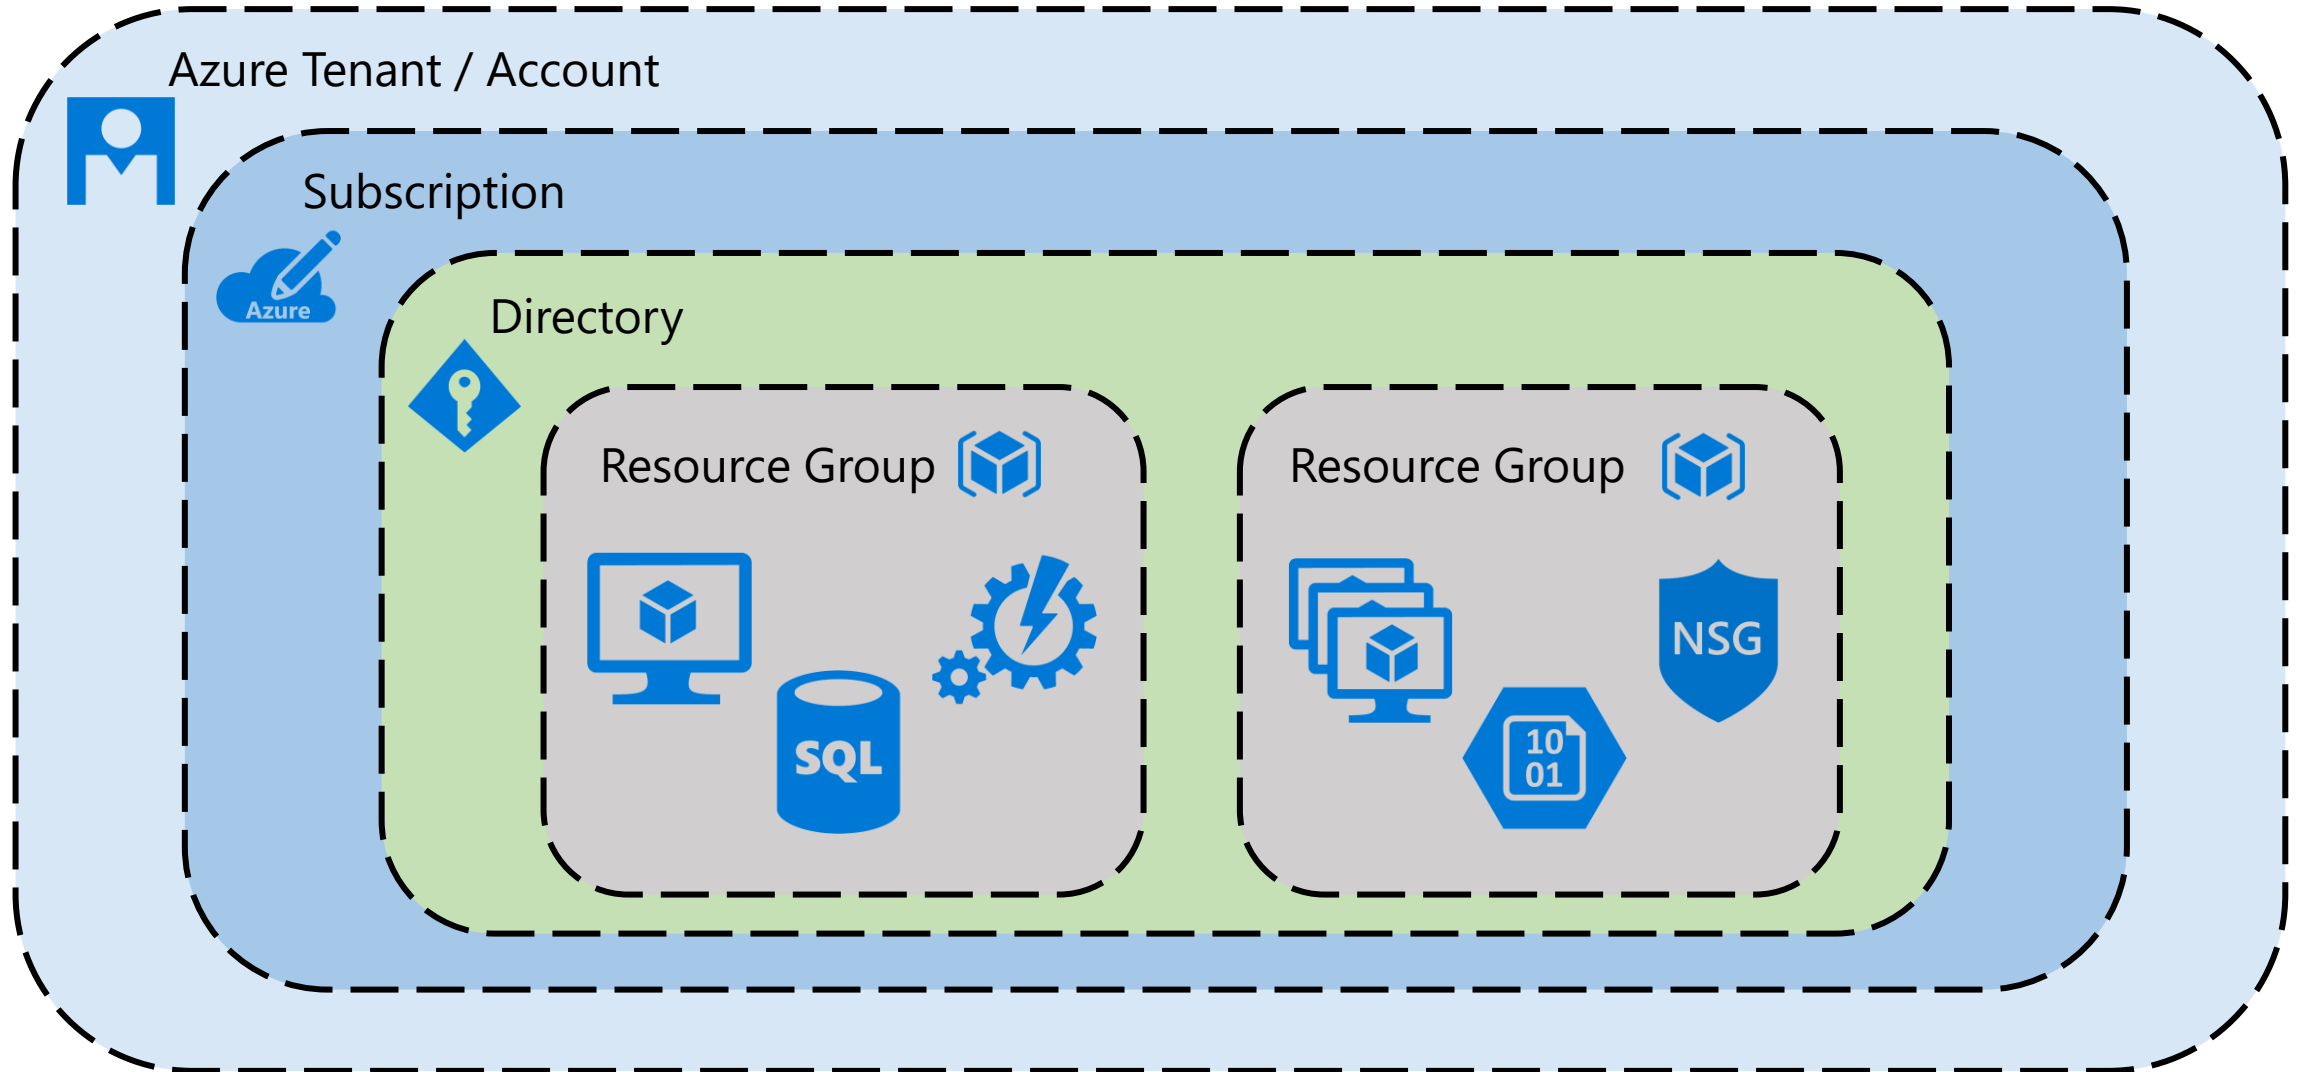 Azure Tenant / Account
Subscription
Azure
Directory
Resource Group
Resource Group
SQL
NSG
10
01